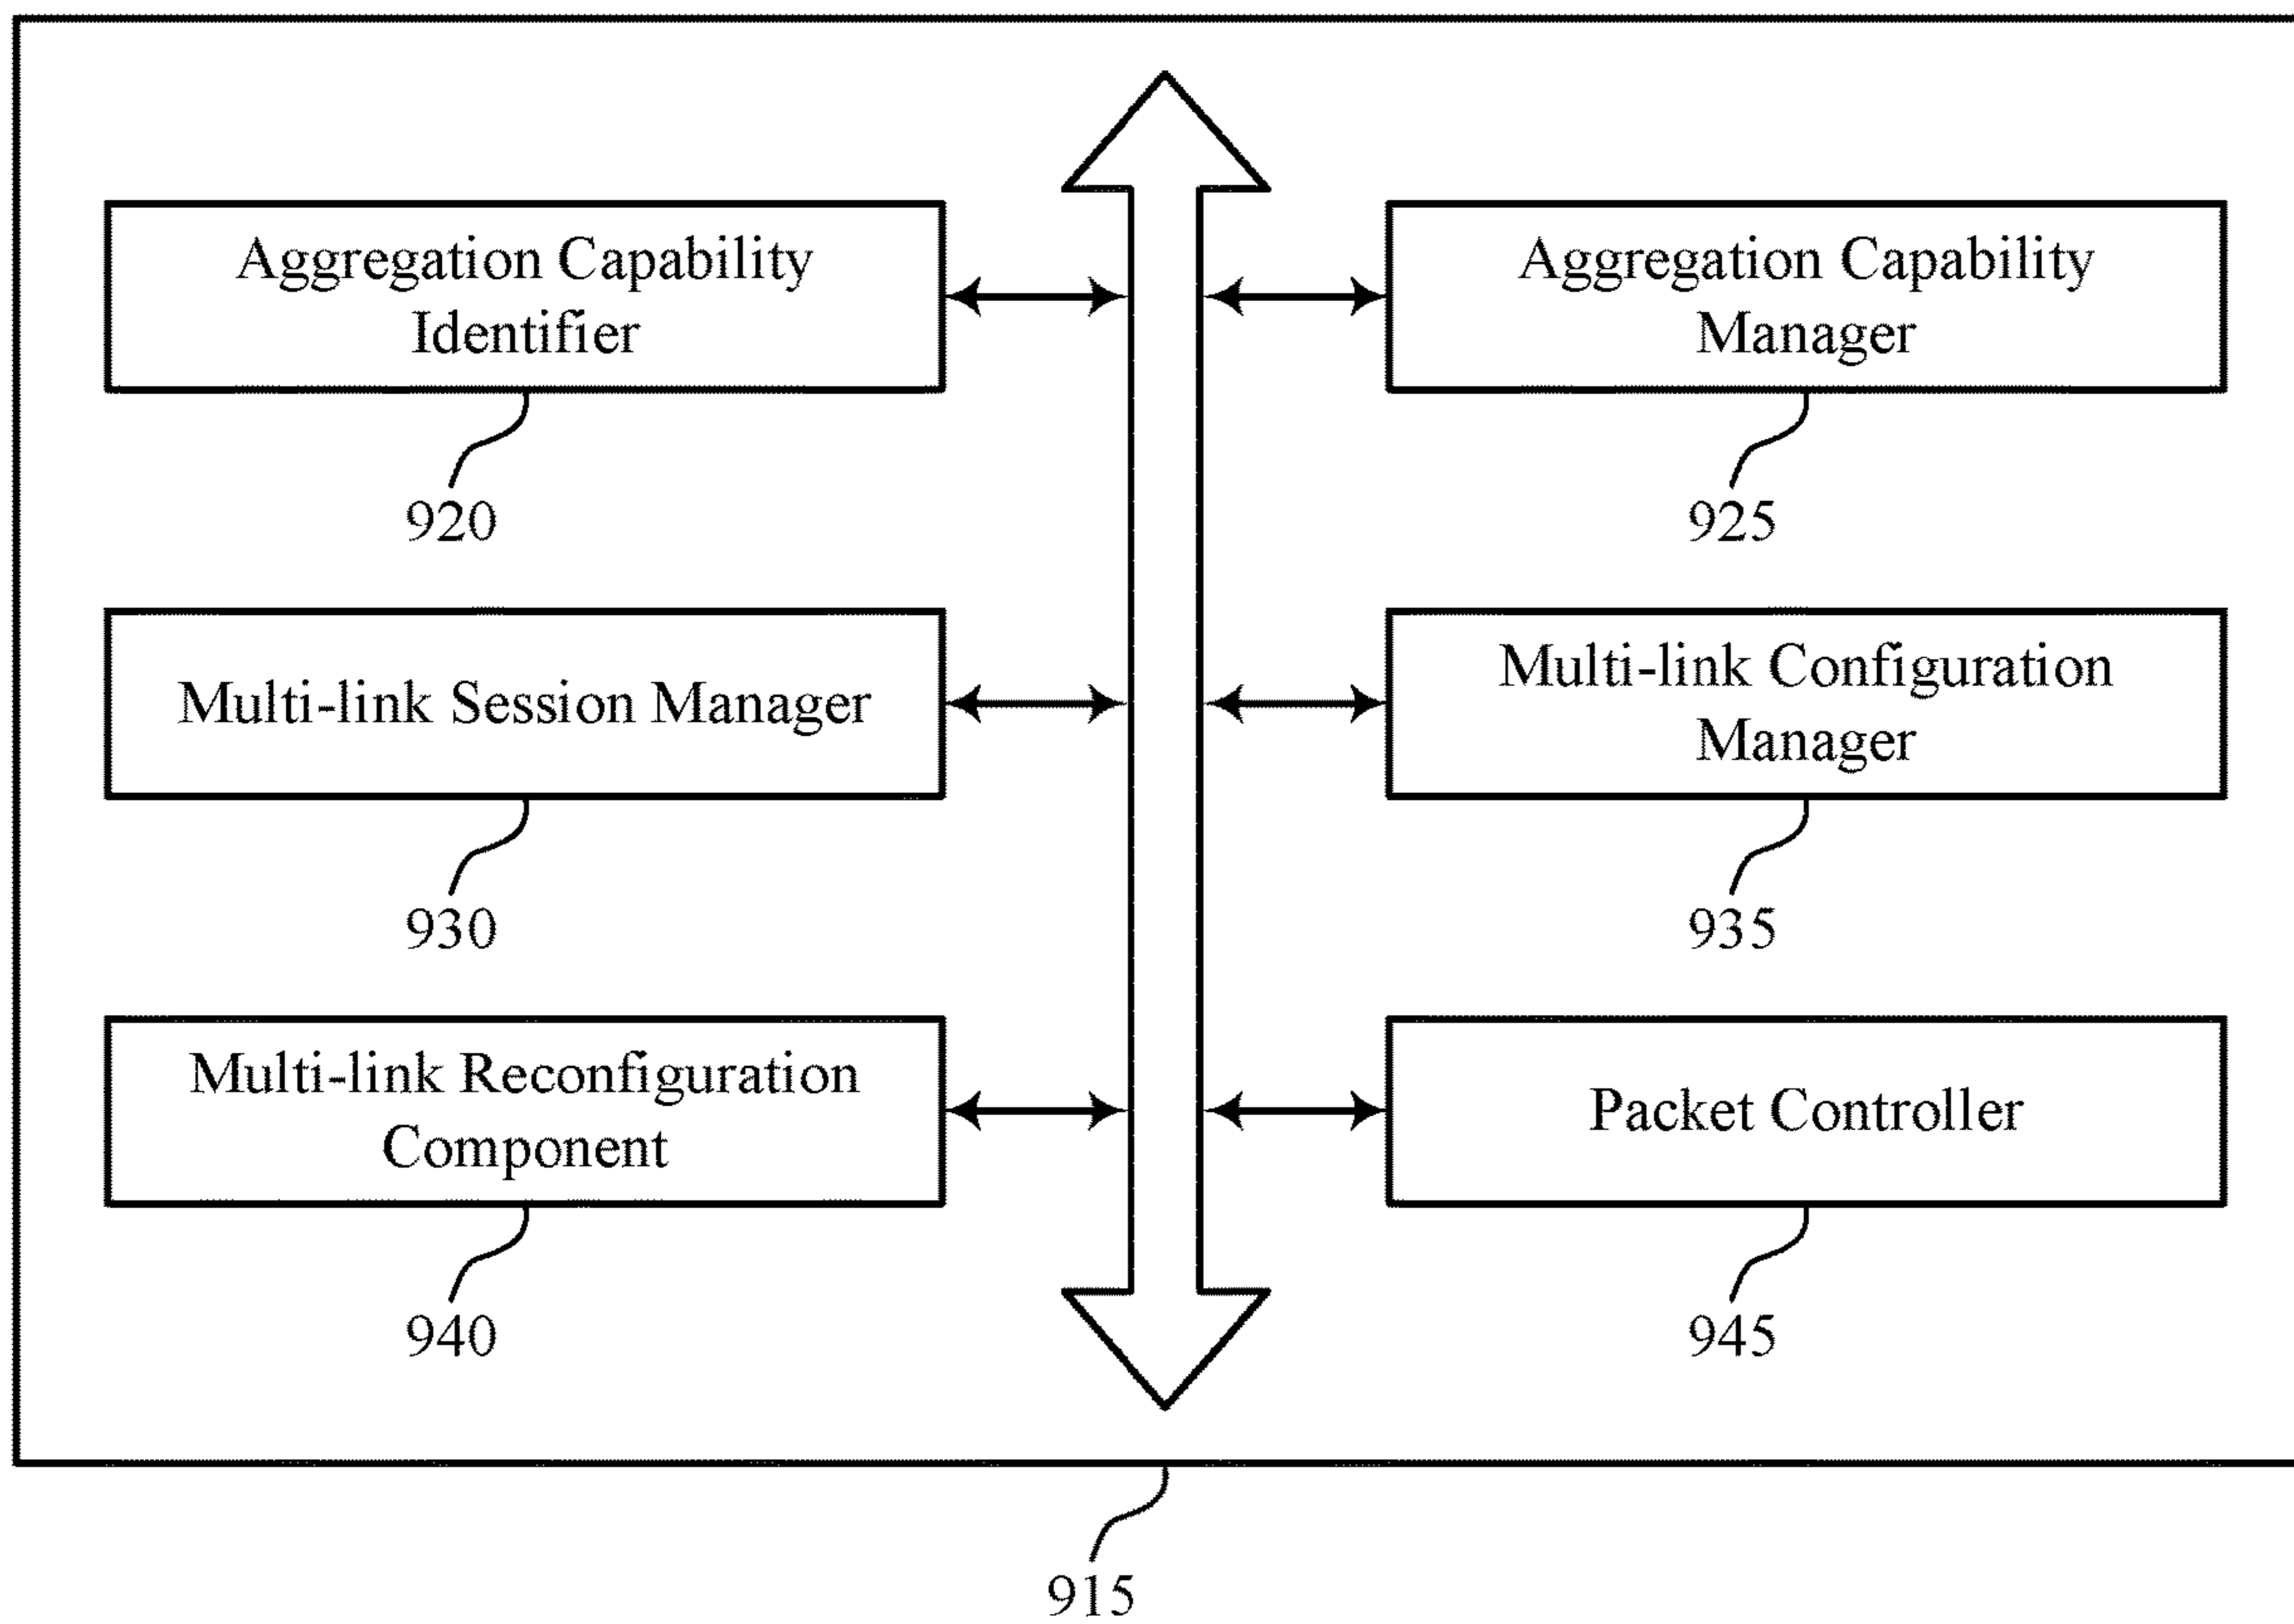 Aggregation Capability
Identifier
920
Aggregation Capability
Manager
925
Multi-link Session Manager
930
Multi-link Configuration
Manager
935
Multi-link Reconfiguration
Component
940
Packet Controller
945
915